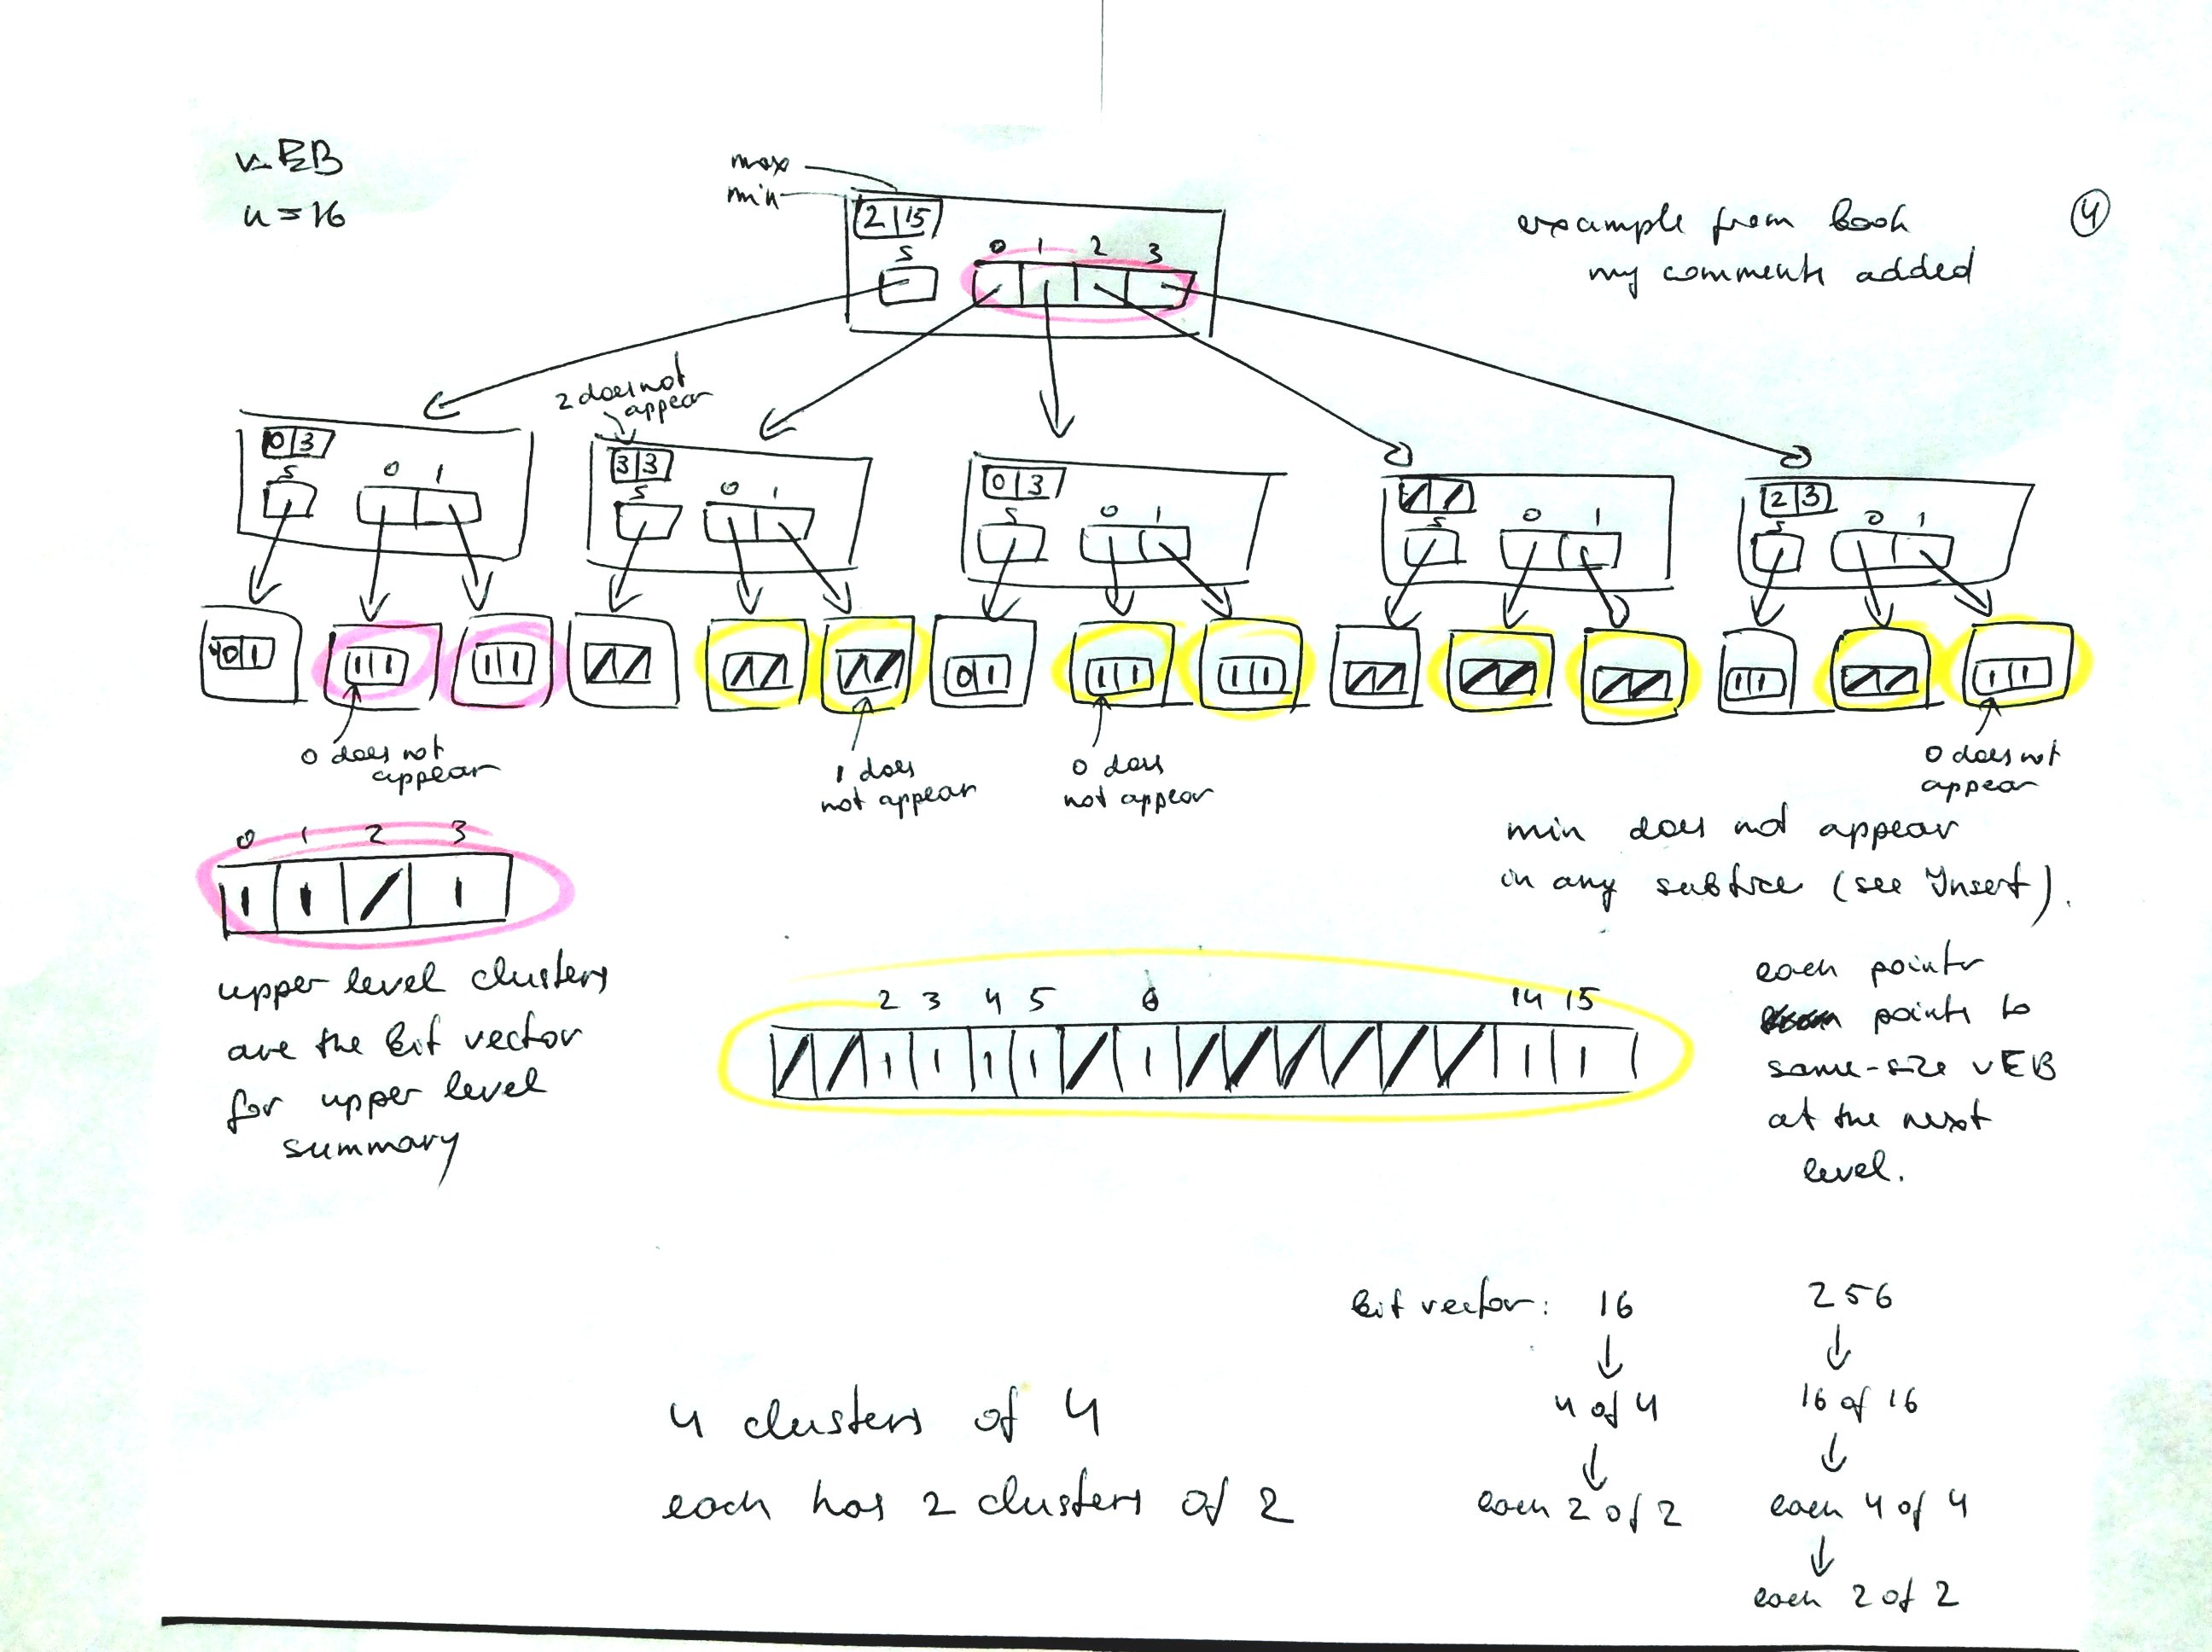 vEB
u = 16
max
min
2 | 15
S
0 1 2 3
example from book
my comments added
4
2 does not
appear
0 | 3
S
0 1
3 | 3
S
0 1
0 | 3
S
0 1
S
0 1
2 | 3
S
0 1
0 | 1
1 | 1
1 | 1
0 | 1
1 | 1
1 | 1
1 | 1
1 | 1
0 does not
appear
1 does
not appear
0 does
not appear
0 does not
appear
min does not appear
in any subtree (see Insert).
0 1 2 3
1 1 / 1
upper level clusters
are the bit vector
for upper level
summary
2 3 4 5 6 14 15
/ / 1 1 1 1 / 1 / / / / / / 1 1
each pointer
points to
same-size vEB
at the next
level.
bit vector: 16
4 of 4
each 2 of 2
256
16 of 16
each 4 of 4
each 2 of 2
4 clusters of 4
each has 2 clusters of 2